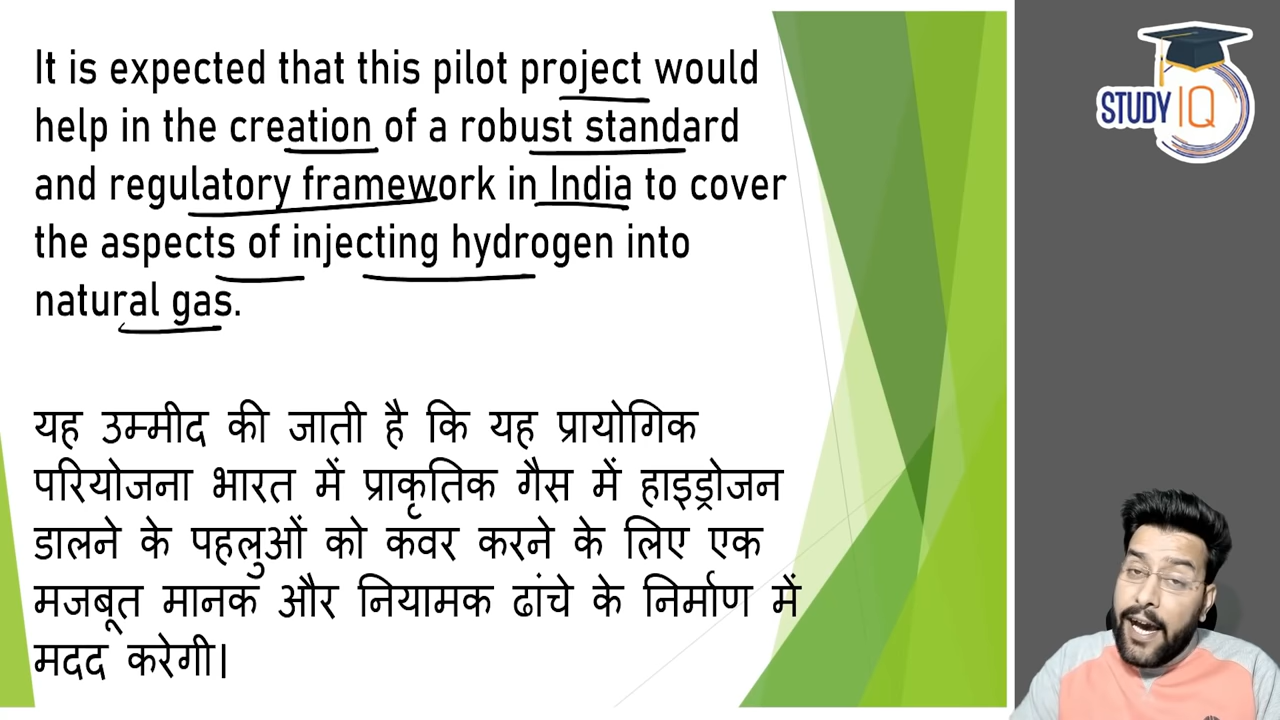 It is expected that this pilot project would
help in the creation of a robust standard
and regulatory framework in India to cover
the aspects of injecting hydrogen into
natural gas.
यह उम्मीद की जाती है कि यह प्रायोगिक
परियोजना भारत में प्राकृतिक गैस में हाइड्रोजन
डालने के पहलुओं को कवर करने के लिए एक
मजबूत मानक और नियामक ढांचे के निर्माण में
मदद करेगी।
STUDY IQ